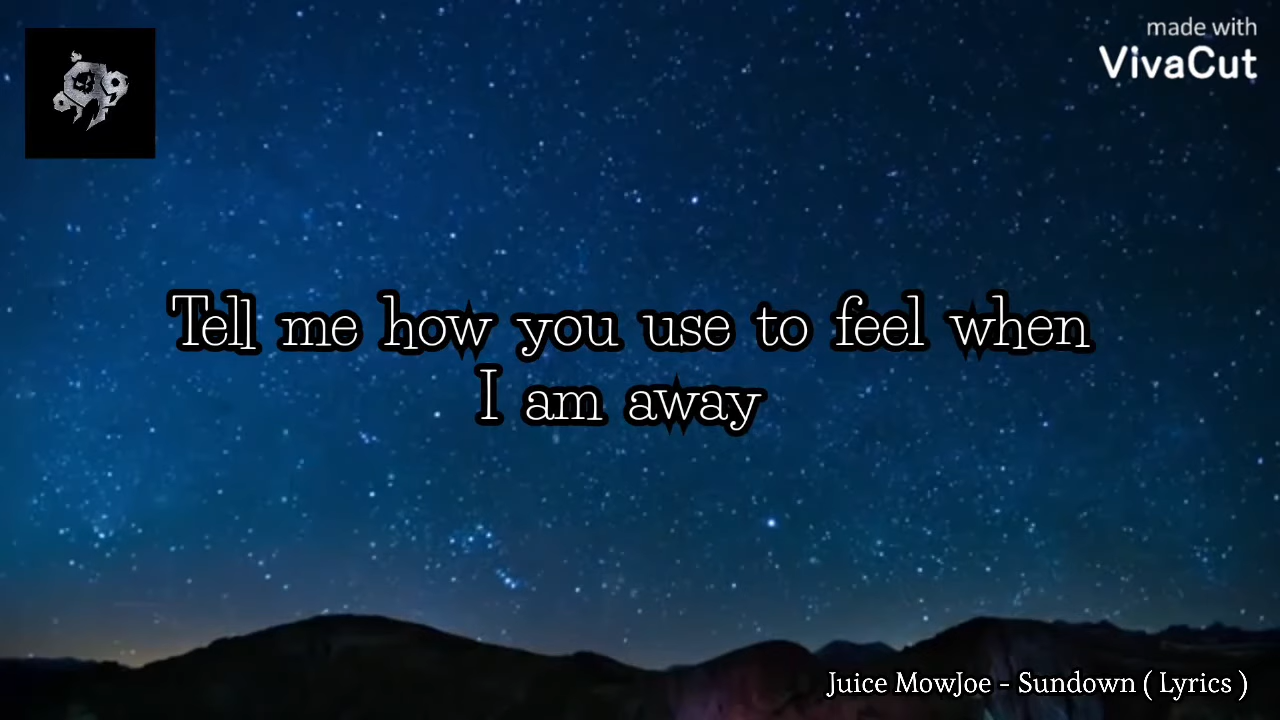 made with
VivaCut
Tell me how you use to feel when
I am away
Juice MowJoe - Sundown ( Lyrics )